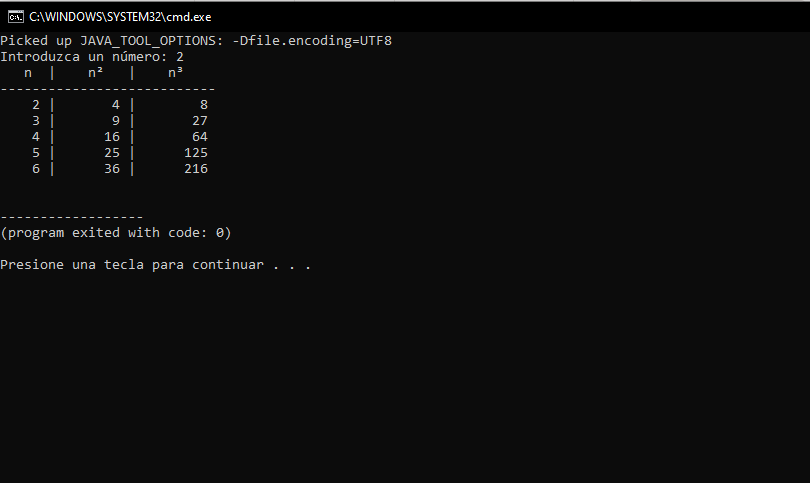 C:\WINDOWS\SYSTEM32\cmd.exe
Picked up JAVA_TOOL_OPTIONS: -Dfile.encoding=UTF8
Introduzca un número: 2
   n  |    n²   |    n³
---------------------------
    2 |       4 |        8
    3 |       9 |       27
    4 |      16 |       64
    5 |      25 |      125
    6 |      36 |      216
------------------
(program exited with code: 0)
Presione una tecla para continuar . . .